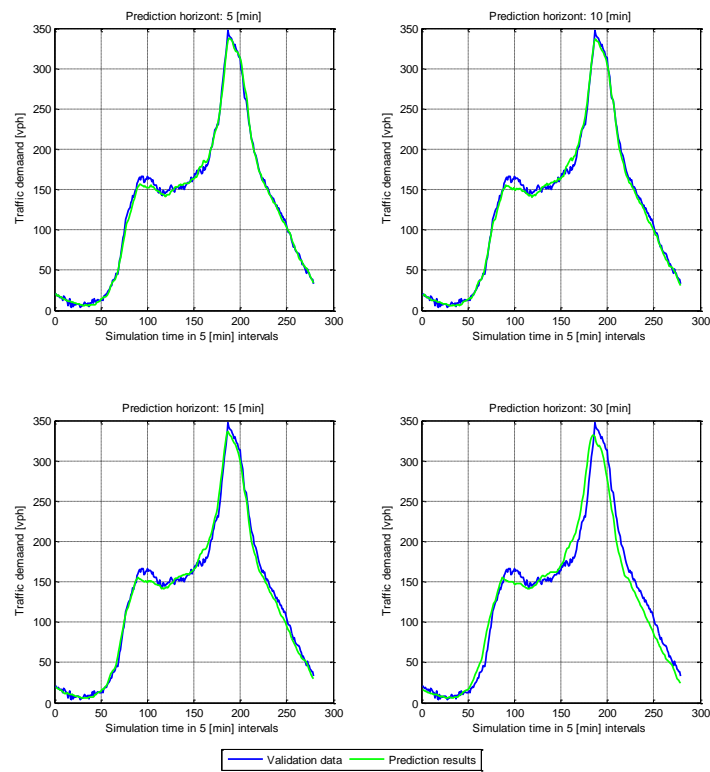 Prediction horizont: 5 [min]
350
300
250
200
150
100
50
0
Traffic demaand [vph]
0 50 100 150 200 250 300
Simulation time in 5 [min] intervals
Prediction horizont: 10 [min]
350
300
250
200
150
100
50
0
Traffic demaand [vph]
0 50 100 150 200 250 300
Simulation time in 5 [min] intervals
Prediction horizont: 15 [min]
350
300
250
200
150
100
50
0
Traffic demaand [vph]
0 50 100 150 200 250 300
Simulation time in 5 [min] intervals
Prediction horizont: 30 [min]
350
300
250
200
150
100
50
0
Traffic demaand [vph]
0 50 100 150 200 250 300
Simulation time in 5 [min] intervals
Validation data Prediction results